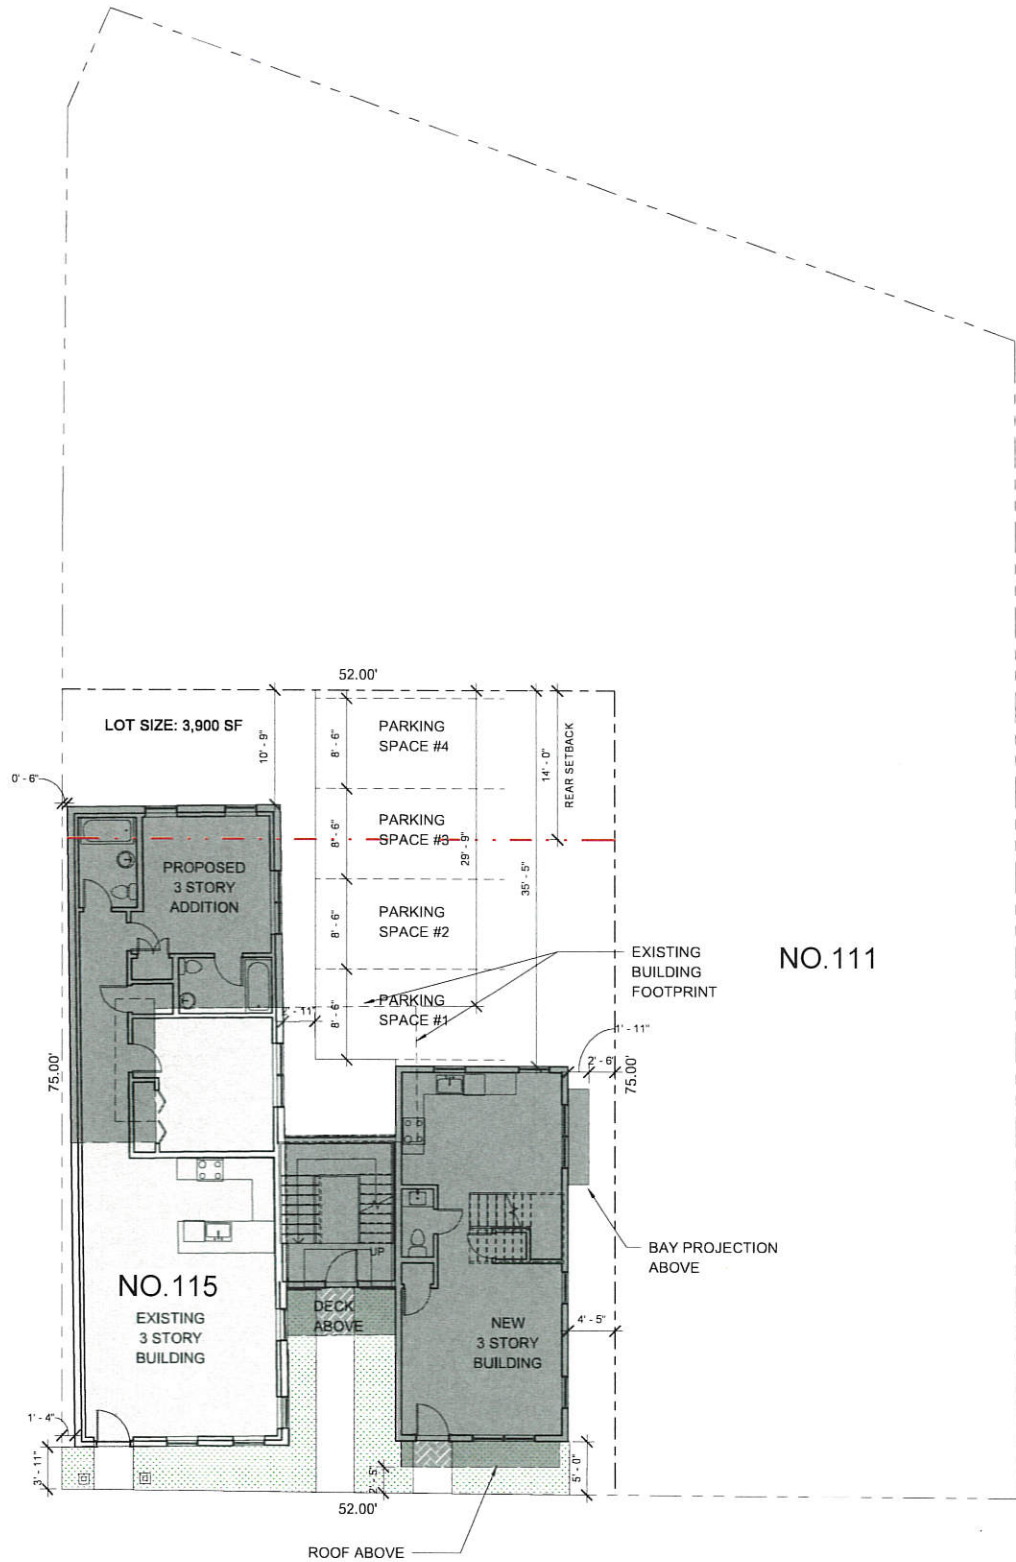 52.00'
LOT SIZE: 3,900 SF
10' - 9"
8' - 6"
PARKING
SPACE #4
14' - 0"
REAR SETBACK
0' - 6"
8' - 6"
PARKING
SPACE #3
29' - 9"
35' - 5"
PROPOSED
3 STORY
ADDITION
8' - 6"
PARKING
SPACE #2
EXISTING
BUILDING
FOOTPRINT
NO.111
8' - 6"
PARKING
SPACE #1
- 11"
1' - 11"
2' - 6"
75.00'
75.00'
UP
BAY PROJECTION
ABOVE
NO.115
EXISTING
3 STORY
BUILDING
DECK
ABOVE
NEW
3 STORY
BUILDING
4' - 5"
1' - 4"
3' - 11"
2' - 5"
5' - 0"
52.00'
ROOF ABOVE